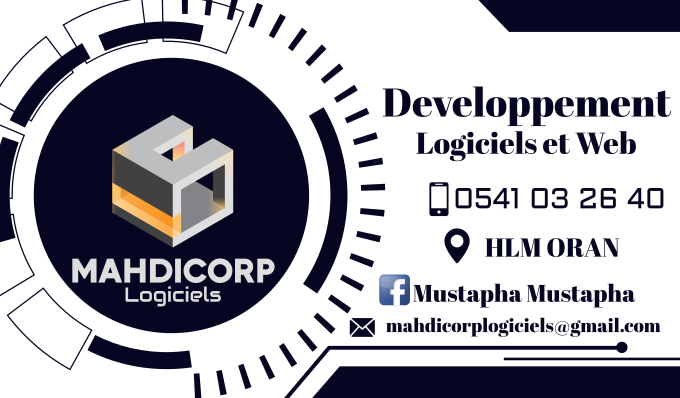 MAHDICORP
Logiciels
Developpement
Logiciels et Web
0541 03 26 40
HLM ORAN
f Mustapha Mustapha
mahdicorplogiciels@gmail.com